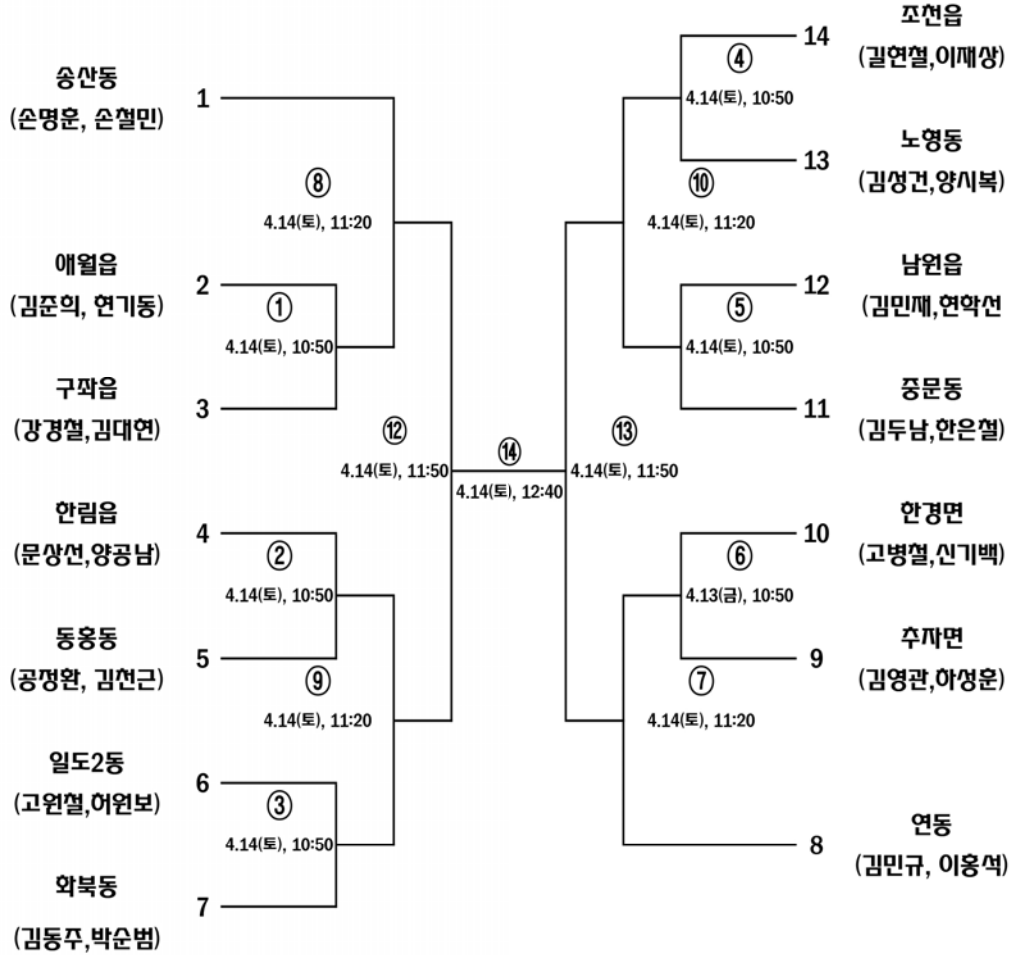 송산동
(손명훈, 손철민)
1
⑧
4.14(토), 11:20
애월읍
(김준희, 현기동)
2
①
4.14(토), 10:50
구좌읍
(강경철,김대현)
3
⑫
4.14(토), 11:50
한림읍
(문상선,양공남)
4
②
4.14(토), 10:50
동홍동
(공정환, 김천근)
5
⑨
4.14(토), 11:20
일도2동
(고원철,허원보)
6
③
4.14(토), 10:50
화북동
(김동주,박순범)
7
⑭
4.14(토), 12:40
조천읍
(길현철,이재상)
14
④
4.14(토), 10:50
노형동
(김성건,양시복)
13
⑩
4.14(토), 11:20
남원읍
(김민재,현학선
12
⑤
4.14(토), 10:50
중문동
(김두남,한은철)
11
⑬
4.14(토), 11:50
한경면
(고병철,신기백)
10
⑥
4.13(금), 10:50
추자면
(김영관,하성훈)
9
⑦
4.14(토), 11:20
연동
(김민규, 이홍석)
8